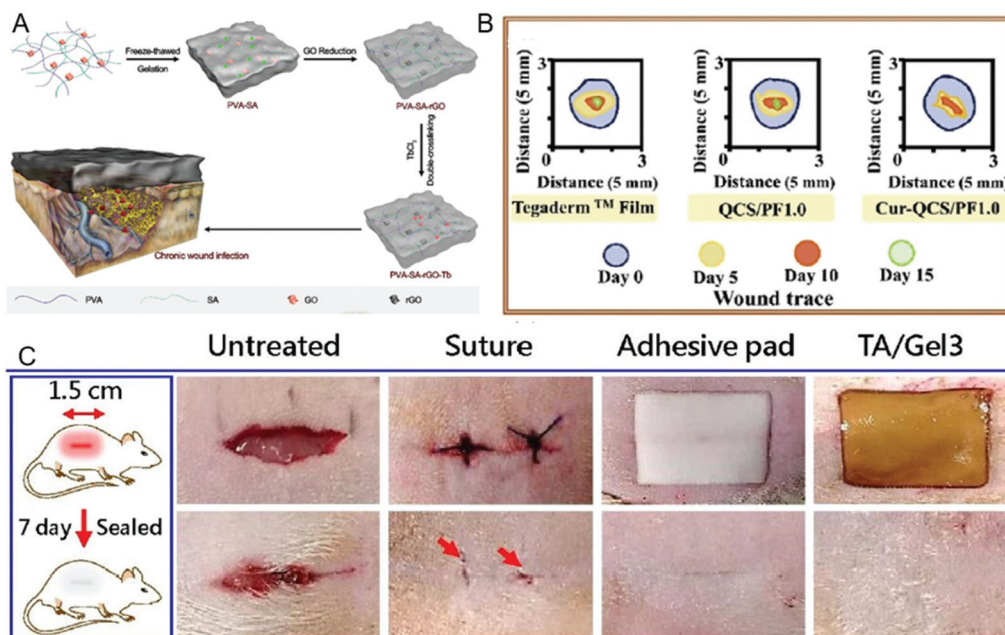 A
Freeze-thawed
Gelation
GO Reduction
PVA-SA
PVA-SA-rGO
TbCl3
Double-crosslinking
Chronic wound infection
PVA-SA-rGO-Tb
PVA
SA
GO
rGO
B
3
Distance (5 mm)
0
3
Distance (5 mm)
Tegaderm ™ Film
3
Distance (5 mm)
0
3
Distance (5 mm)
QCS/PF1.0
3
Distance (5 mm)
0
3
Distance (5 mm)
Cur-QCS/PF1.0
Day 0
Day 5
Day 10
Day 15
Wound trace
C
Untreated
Suture
Adhesive pad
TA/Gel3
1.5 cm
7 day
Sealed